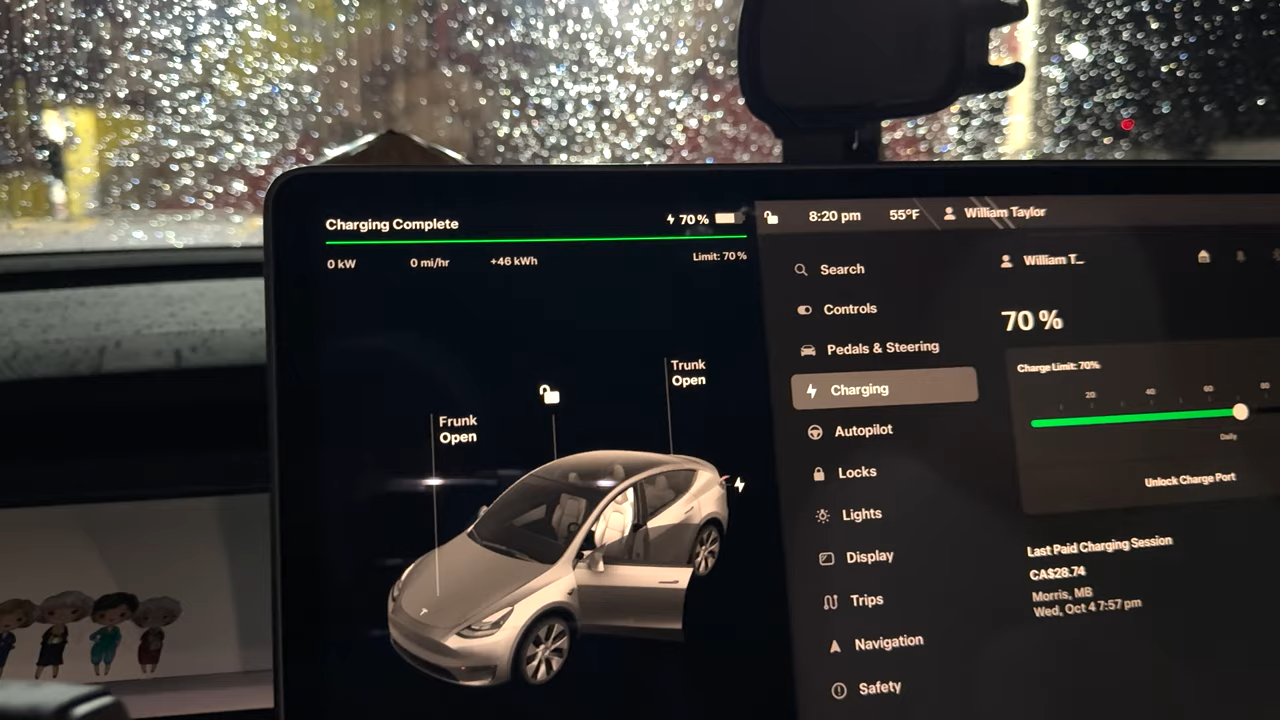 Charging Complete
70%
0 kW
0 mi/hr
+46 kWh
Limit: 70%
Trunk
Open
Frunk
Open
8:20 pm
55°F
William Taylor
Search
Controls
Pedals & Steering
Charging
Autopilot
Locks
Lights
Display
Trips
Navigation
Safety
William T...
70 %
Charge Limit: 70%
20 40 60 80
Daily
Unlock Charge Port
Last Paid Charging Session
CA$28.74
Morris, MB
Wed, Oct 4 7:57 pm